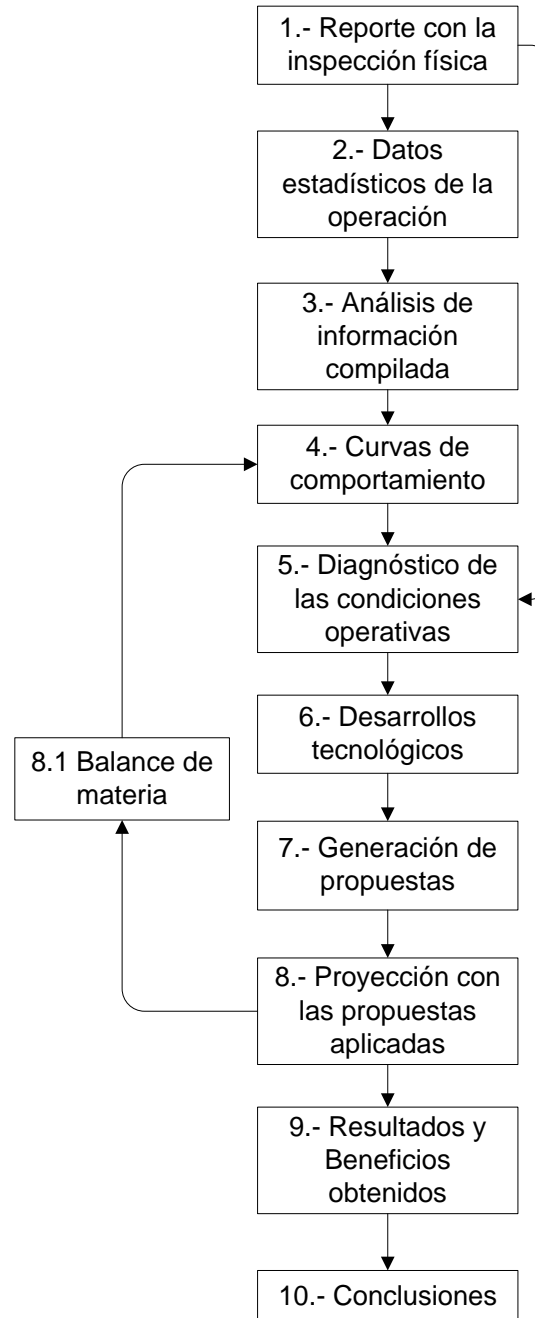 1.- Reporte con la
inspección física
2.- Datos
estadísticos de la
operación
3.- Análisis de
información
compilada
4.- Curvas de
comportamiento
5.- Diagnóstico de
las condiciones
operativas
6.- Desarrollos
tecnológicos
8.1 Balance de
materia
7.- Generación de
propuestas
8.- Proyección con
las propuestas
aplicadas
9.- Resultados y
Beneficios
obtenidos
10.- Conclusiones